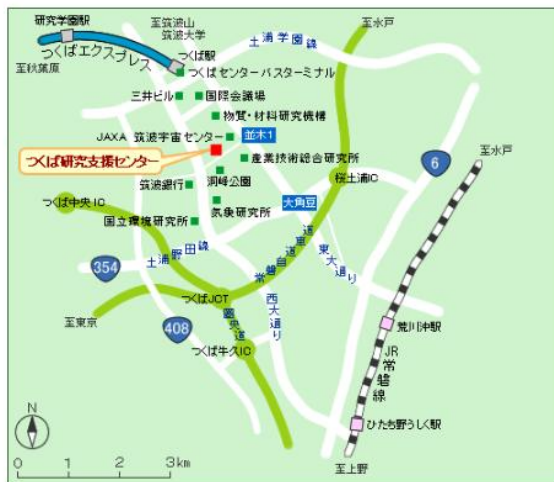 研究学園駅
至筑波山
筑波大学
至水戸
つくばエクスプレス
つくば駅
土浦学園線
至秋葉原
つくばセンターバスターミナル
三井ビル
国際会議場
物質・材料研究機構
JAXA 筑波宇宙センター
並木1
至水戸
つくば研究支援センター
産業技術総合研究所
6
洞峰公園
桜土浦IC
筑波銀行
つくば中央IC
気象研究所
大角豆
国立環境研究所
土浦野田線
常磐自動車道
東大通り
354
つくばJCT
西大通り
至東京
408
圏央道
荒川沖駅
つくば牛久IC
JR常磐線
N
ひたち野うしく駅
0 1 2 3km
至上野